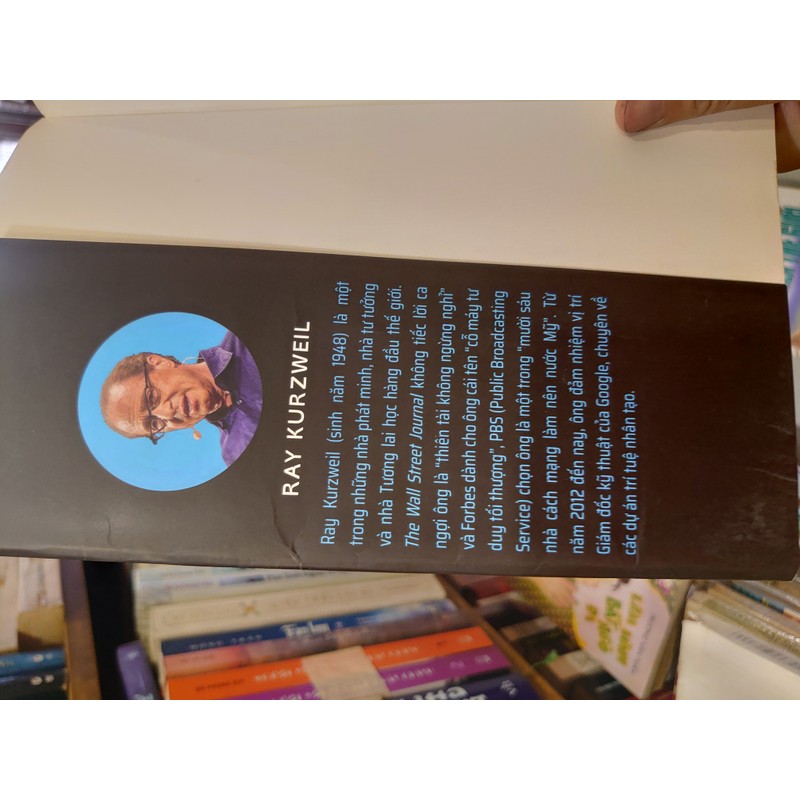 RAY KURZWEIL
Ray Kurzweil (sinh năm 1948) là một
trong những nhà phát minh, nhà tư tưởng
và nhà Tương lai học hàng đầu thế giới.
The Wall Street Journal không tiếc lời ca
ngợi ông là "thiên tài không ngừng nghỉ"
và Forbes dành cho ông cái tên "cỗ máy tư
duy tối thượng", PBS (Public Broadcasting
Service) chọn ông là một trong "mười sáu
nhà cách mạng làm nên nước Mỹ". Từ
năm 2012 đến nay, ông đảm nhiệm vị trí
Giám đốc kỹ thuật của Google, chuyên về
các dự án trí tuệ nhân tạo.